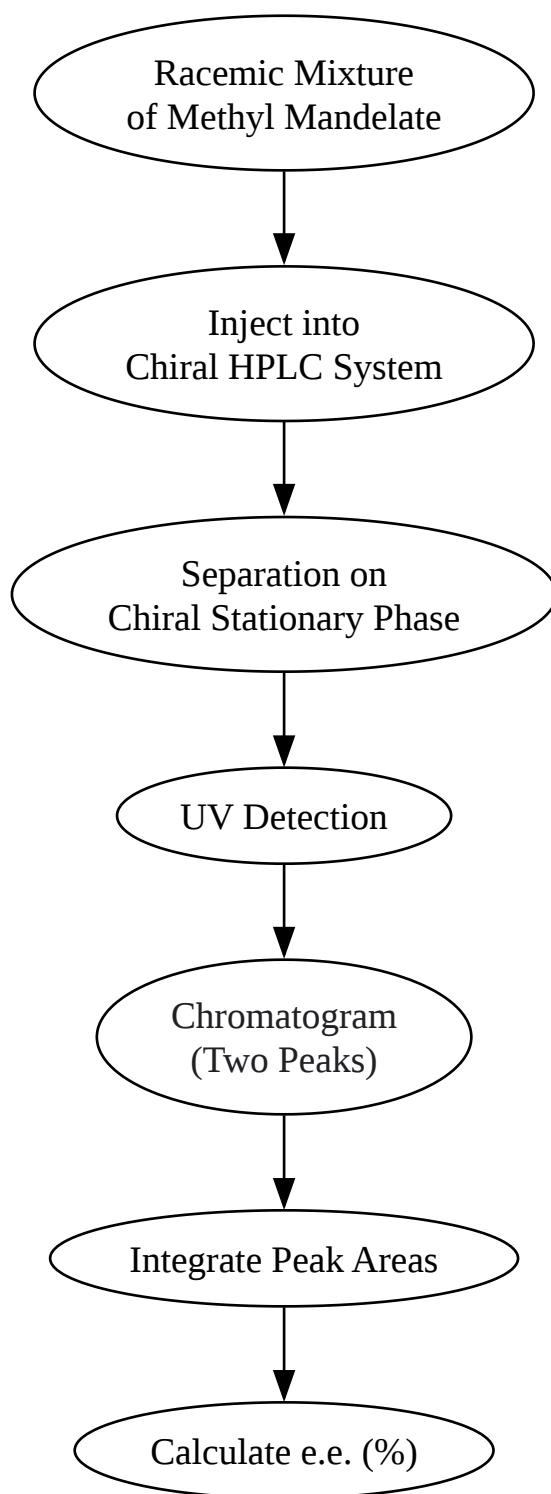 Racemic Mixture
of Methyl Mandelate
Inject into
Chiral HPLC System
Separation on
Chiral Stationary Phase
UV Detection
Chromatogram
(Two Peaks)
Integrate Peak Areas
Calculate e.e. (%)